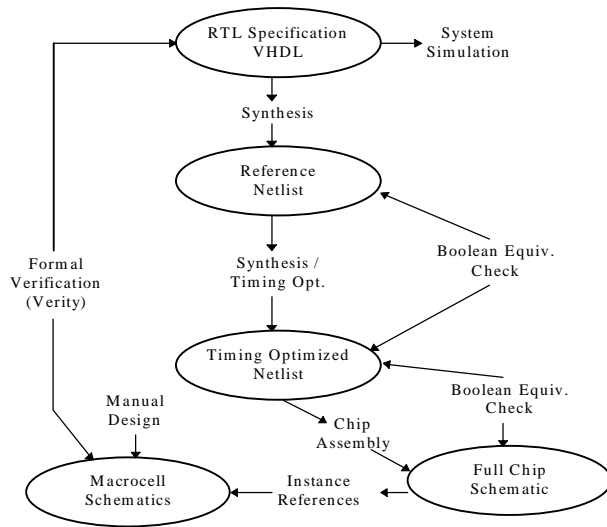 RTL Specification
VHDL
System
Simulation
Synthesis
Reference
Netlist
Formal
Verification
(Verity)
Synthesis /
Timing Opt.
Boolean Equiv.
Check
Timing Optimized
Netlist
Manual
Design
Chip
Assembly
Boolean Equiv.
Check
Macrocell
Schematics
Instance
References
Full Chip
Schematic